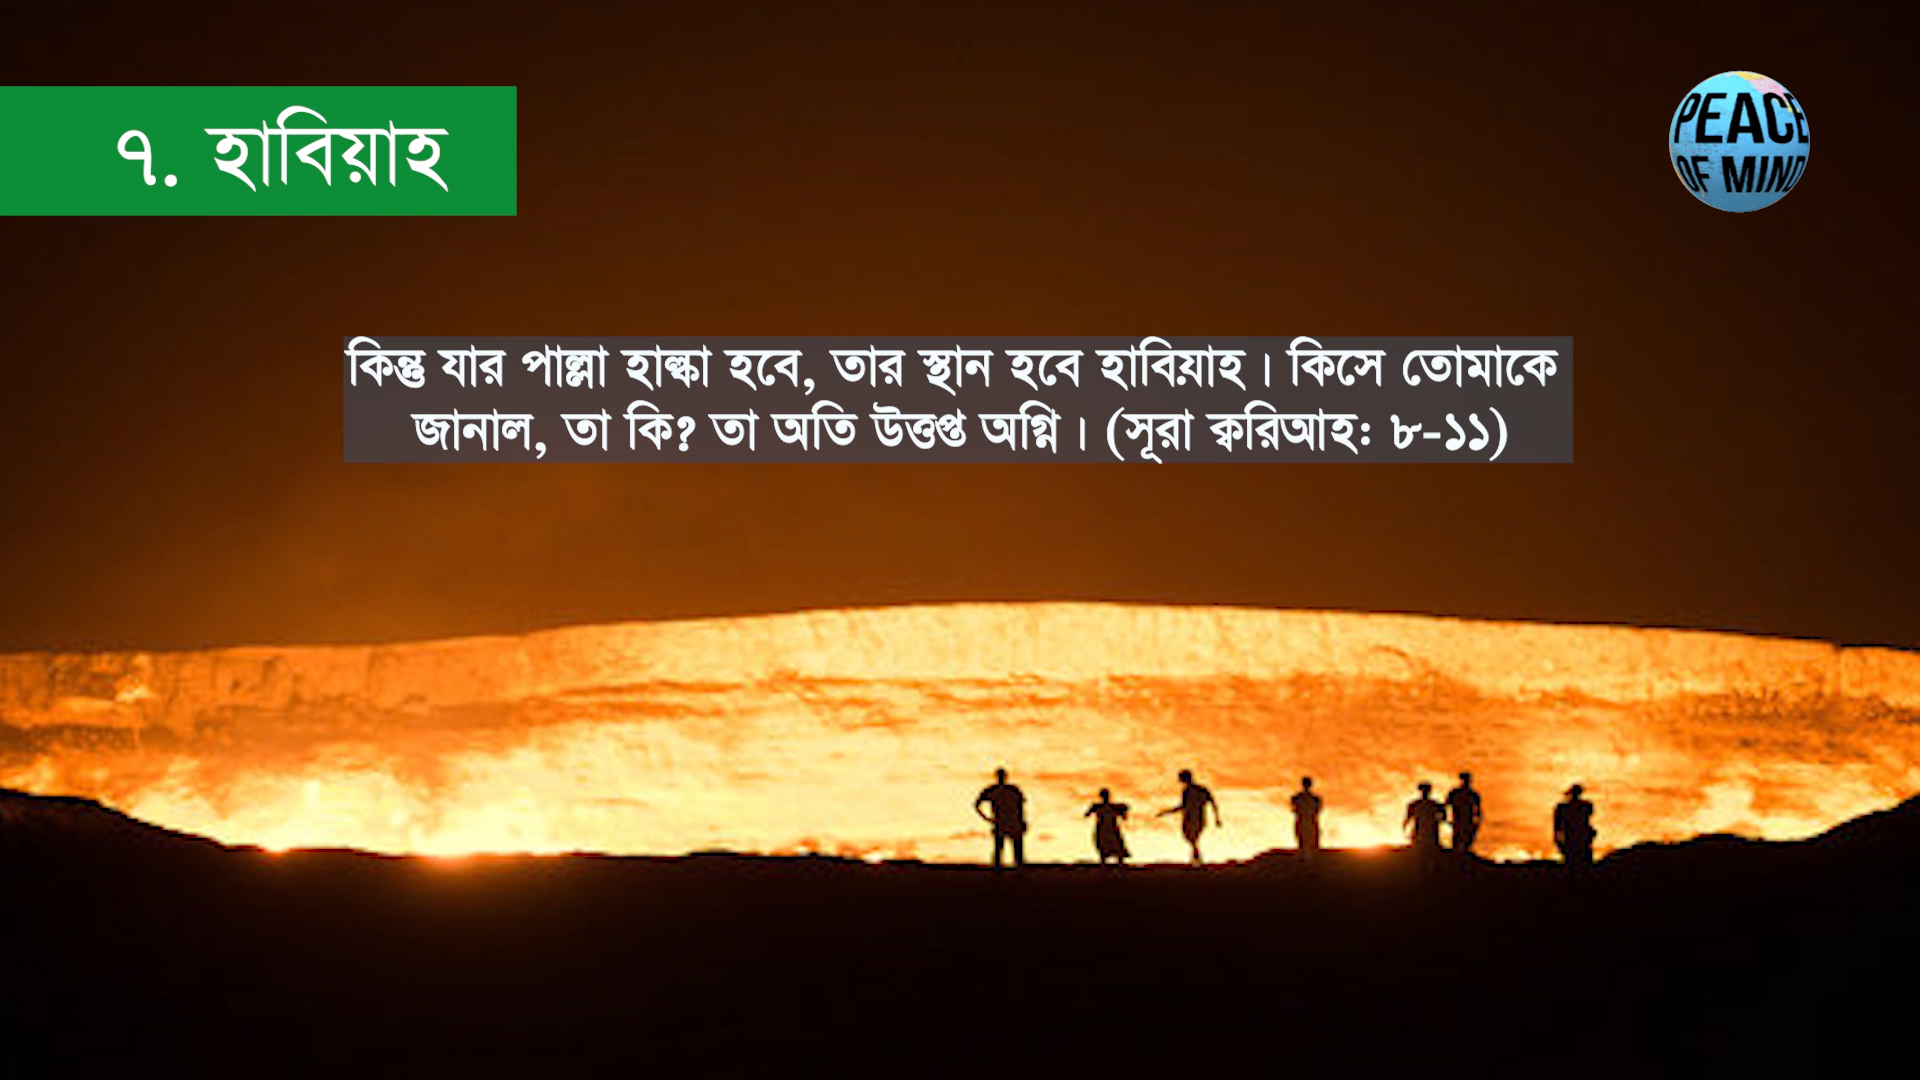 ৭. হাবিয়াহ
PEACE
OF MIND
কিন্তু যার পাল্লা হাল্কা হবে, তার স্থান হবে হাবিয়াহ। কিসে তোমাকে
জানাল, তা কি? তা অতি উত্তপ্ত অগ্নি। (সূরা ক্বরিআহ: ৮-১১)